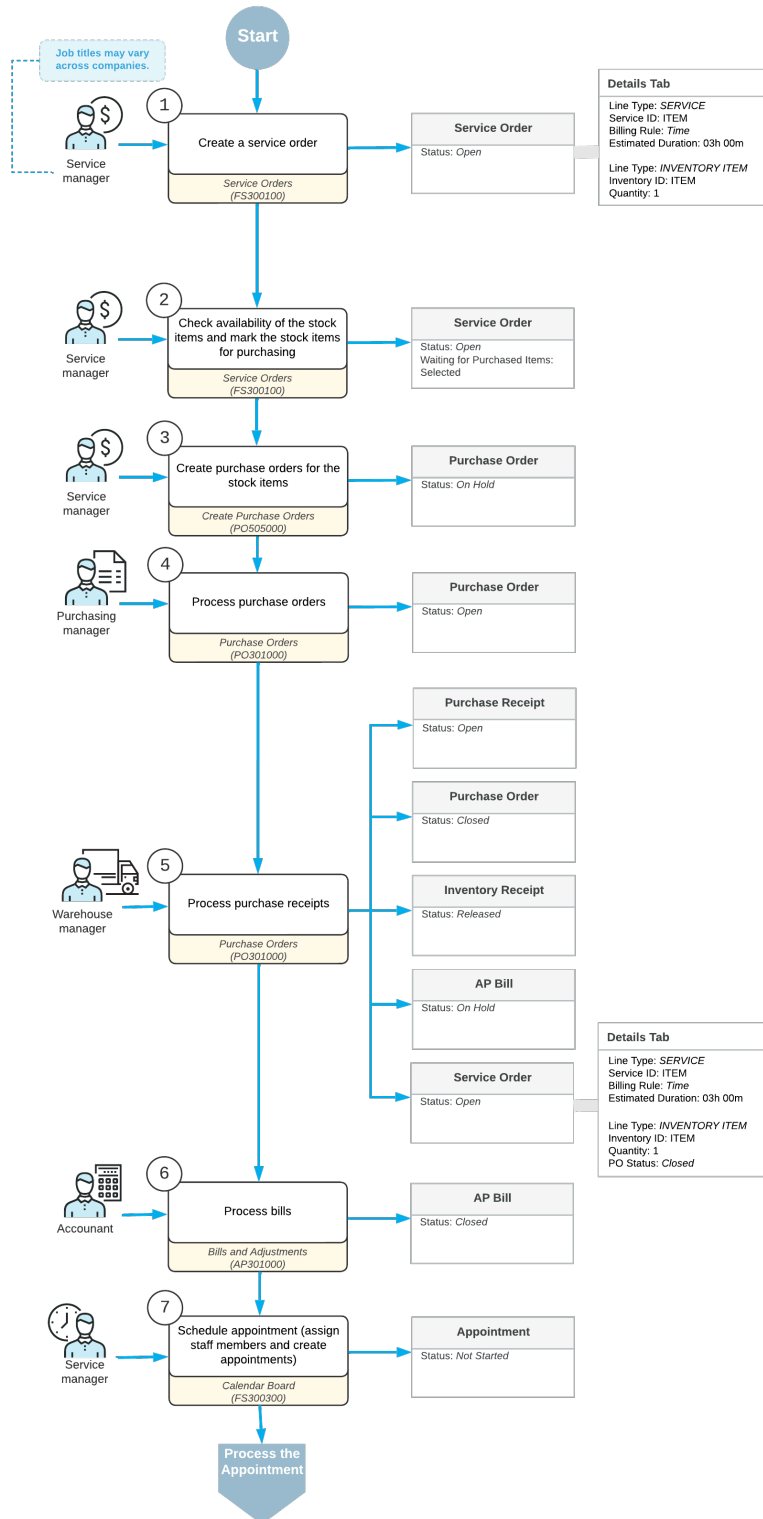 Start
Job titles may vary
across companies.
1
Service
manager
Create a service order
Service Orders
(FS300100)
Service Order
Status: Open
Details Tab
Line Type: SERVICE
Service ID: ITEM
Billing Rule: Time
Estimated Duration: 03h 00m
Line Type: INVENTORY ITEM
Inventory ID: ITEM
Quantity: 1
2
Service
manager
Check availability of the stock
items and mark the stock items
for purchasing
Service Orders
(FS300100)
Service Order
Status: Open
Waiting for Purchased Items:
Selected
3
Service
manager
Create purchase orders for the
stock items
Create Purchase Orders
(PO505000)
Purchase Order
Status: On Hold
4
Purchasing
manager
Process purchase orders
Purchase Orders
(PO301000)
Purchase Order
Status: Open
5
Warehouse
manager
Process purchase receipts
Purchase Orders
(PO301000)
Purchase Receipt
Status: Open
Purchase Order
Status: Closed
Inventory Receipt
Status: Released
AP Bill
Status: On Hold
Service Order
Status: Open
Details Tab
Line Type: SERVICE
Service ID: ITEM
Billing Rule: Time
Estimated Duration: 03h 00m
Line Type: INVENTORY ITEM
Inventory ID: ITEM
Quantity: 1
PO Status: Closed
6
Accounant
Process bills
Bills and Adjustments
(AP301000)
AP Bill
Status: Closed
7
Service
manager
Schedule appointment (assign
staff members and create
appointments)
Calendar Board
(FS300300)
Appointment
Status: Not Started
Process the
Appointment